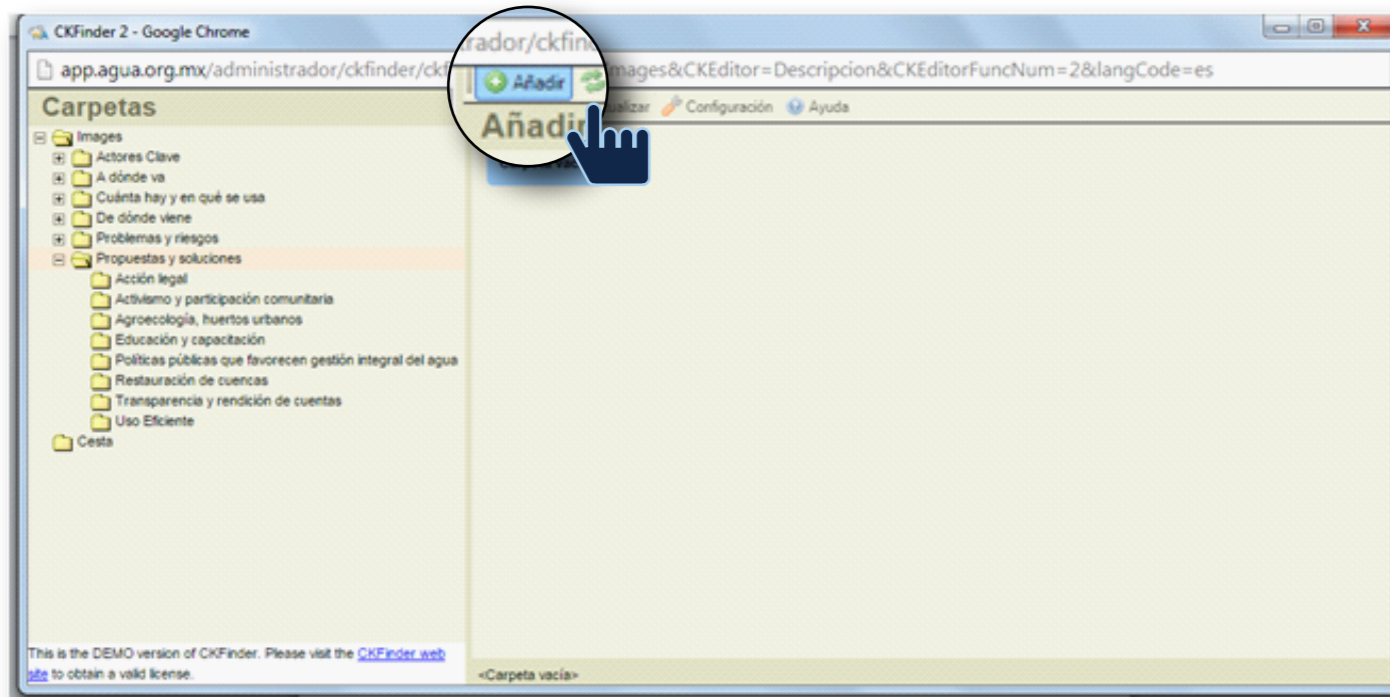 CKFinder 2 - Google Chrome
app.agua.org.mx/administrador/ckfinder/ckf
rador/ckfin
mages&CKEditor=Descripcion&CKEditorFuncNum=2&langCode=es
Añadir
alizar Configuración Ayuda
Carpetas
Añadir
Images
Actores Clave
A dónde va
Cuánta hay y en qué se usa
De dónde viene
Problemas y riesgos
Propuestas y soluciones
Acción legal
Activismo y participación comunitaria
Agroecología, huertos urbanos
Educación y capacitación
Políticas públicas que favorecen gestión integral del agua
Restauración de cuencas
Transparencia y rendición de cuentas
Uso Eficiente
Cesta
This is the DEMO version of CKFinder. Please visit the CKFinder web
site to obtain a valid license.
<Carpeta vacía>